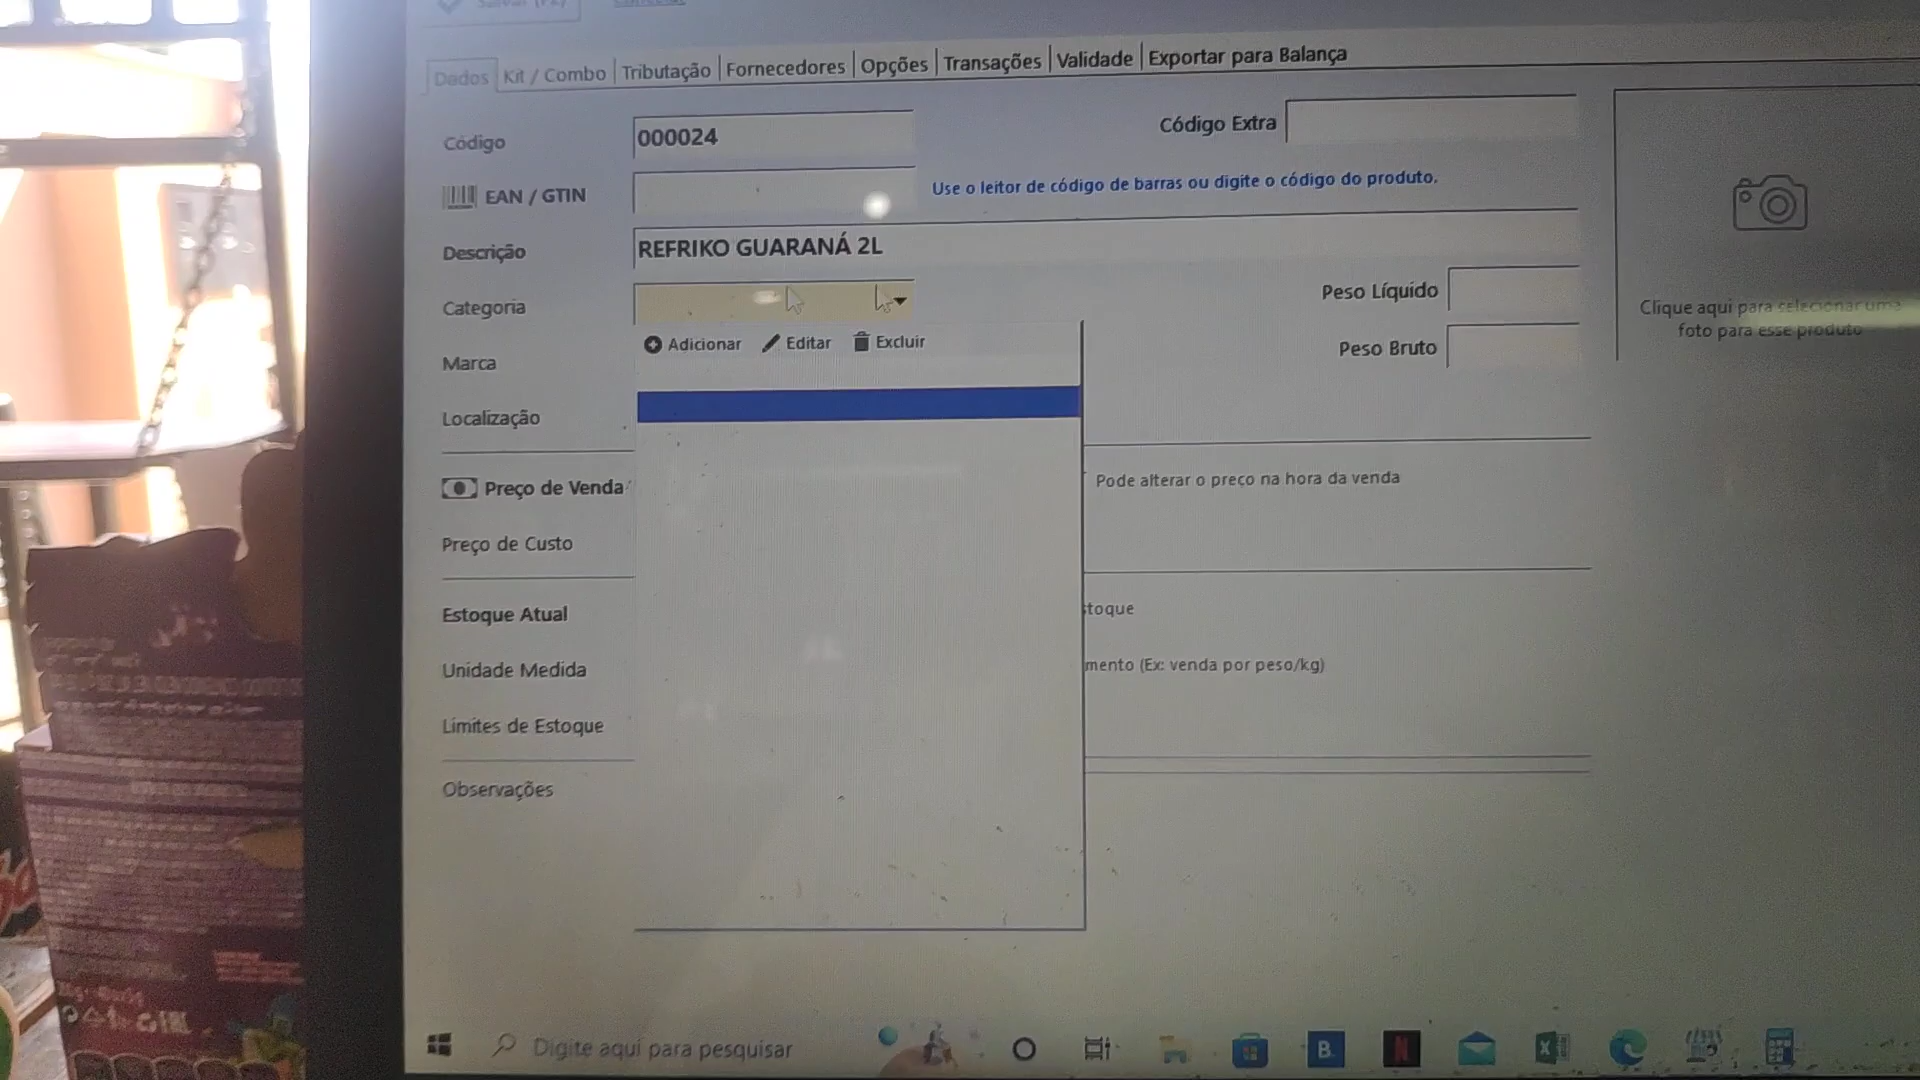 Salvar (F2) Cancelar
Dados Kit / Combo Tributação Fornecedores Opções Transações Validade Exportar para Balança
Código 000024 Código Extra
EAN / GTIN Use o leitor de código de barras ou digite o código do produto.
Descrição REFRIKO GUARANÁ 2L
Categoria Peso Líquido
Adicionar Editar Excluir
Marca Peso Bruto
Clique aqui para selecionar uma
foto para esse produto
Localização
Preço de Venda Pode alterar o preço na hora da venda
Preço de Custo
Estoque Atual stoque
Unidade Medida mento (Ex: venda por peso/kg)
Limites de Estoque
Observações
Digite aqui para pesquisar
B.
N
X